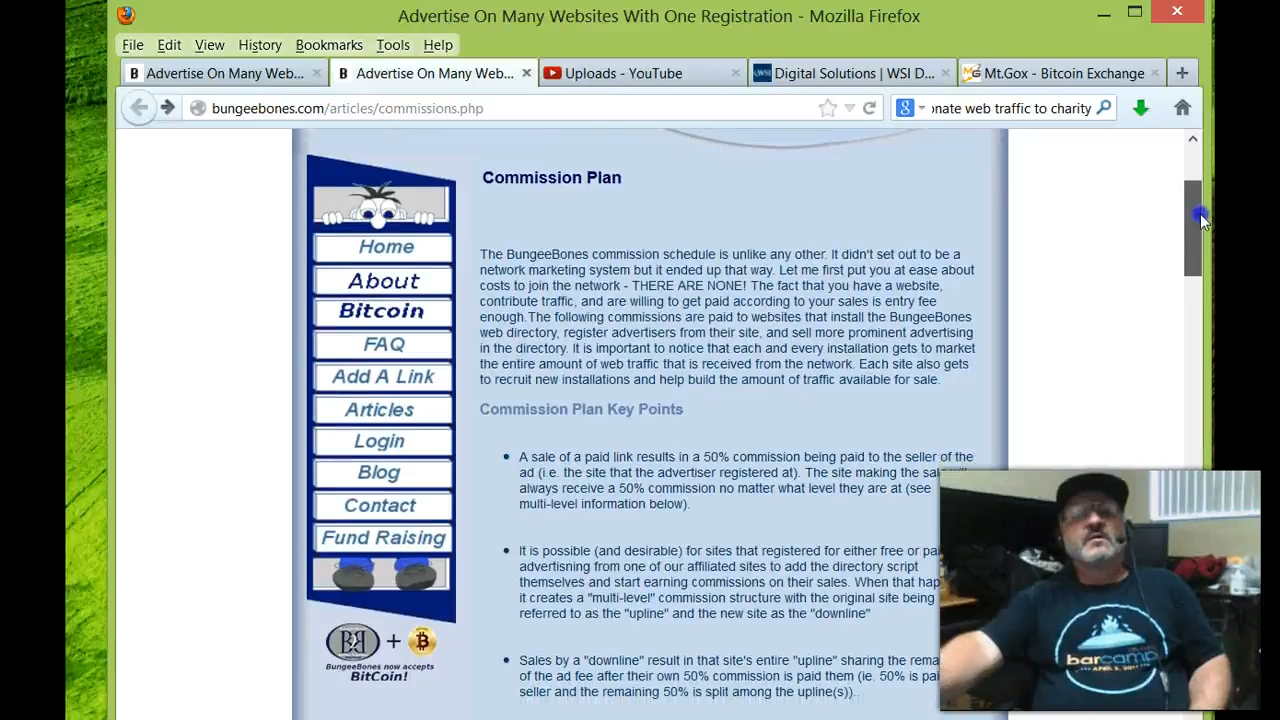 Advertise On Many Websites With One Registration - Mozilla Firefox
File Edit View History Bookmarks Tools Help
Advertise On Many Web... Advertise On Many Web... Uploads - YouTube Digital Solutions | WSI D... Mt.Gox - Bitcoin Exchange
bungeebones.com/articles/commissions.php onate web traffic to charity
Commission Plan
Home
About
Bitcoin
FAQ
Add A Link
Articles
Login
Blog
Contact
Fund Raising
BB + B
BungeeBones now accepts
BitCoin!
The BungeeBones commission schedule is unlike any other. It didn't set out to be a
network marketing system but it ended up that way. Let me first put you at ease about
costs to join the network - THERE ARE NONE! The fact that you have a website,
contribute traffic, and are willing to get paid according to your sales is entry fee
enough.The following commissions are paid to websites that install the BungeeBones
web directory, register advertisers from their site, and sell more prominent advertising
in the directory. It is important to notice that each and every installation gets to market
the entire amount of web traffic that is received from the network. Each site also gets
to recruit new installations and help build the amount of traffic available for sale.
Commission Plan Key Points
A sale of a paid link results in a 50% commission being paid to the seller of the
ad (i.e. the site that the advertiser registered at). The site making the sale will
always receive a 50% commission no matter what level they are at (see
multi-level information below).
It is possible (and desirable) for sites that registered for either free or pa
advertisning from one of our affiliated sites to add the directory script
themselves and start earning commissions on their sales. When that hap
it creates a "multi-level" commission structure with the original site being
referred to as the "upline" and the new site as the "downline"
Sales by a "downline" result in that site's entire "upline" sharing the rema
of the ad fee after their own 50% commission is paid them (ie. 50% is pai
seller and the remaining 50% is split among the upline(s))..
barcamp